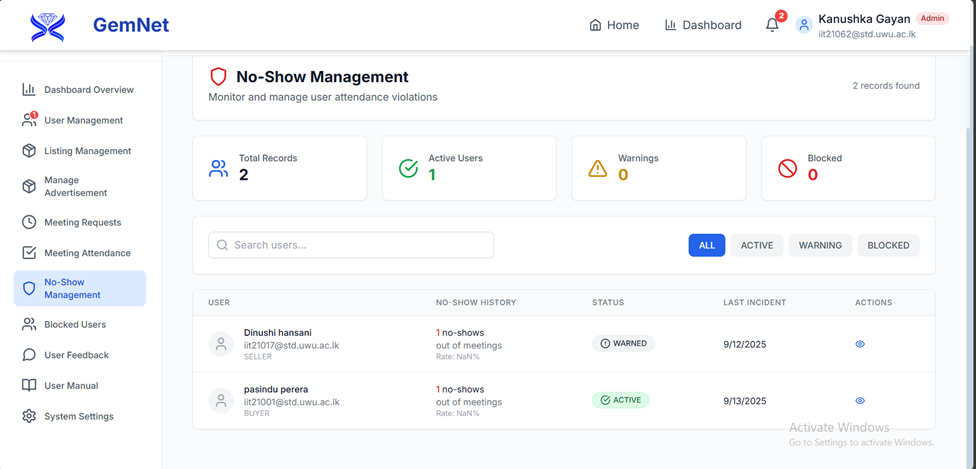 GemNet
Home
Dashboard
2
Kanushka Gayan
Admin
iit21062@std.uwu.ac.lk
Dashboard Overview
1
User Management
Listing Management
Manage
Advertisement
Meeting Requests
Meeting Attendance
No-Show
Management
Blocked Users
User Feedback
User Manual
System Settings
No-Show Management
Monitor and manage user attendance violations
2 records found
Total Records
2
Active Users
1
Warnings
0
Blocked
0
Search users...
ALL
ACTIVE
WARNING
BLOCKED
USER
NO-SHOW HISTORY
STATUS
LAST INCIDENT
ACTIONS
Dinushi hansani
iit21017@std.uwu.ac.lk
SELLER
1 no-shows
out of meetings
Rate: NaN%
WARNED
9/12/2025
pasindu perera
iit21001@std.uwu.ac.lk
BUYER
1 no-shows
out of meetings
Rate: NaN%
ACTIVE
9/13/2025
Activate Windows
Go to Settings to activate Windows.